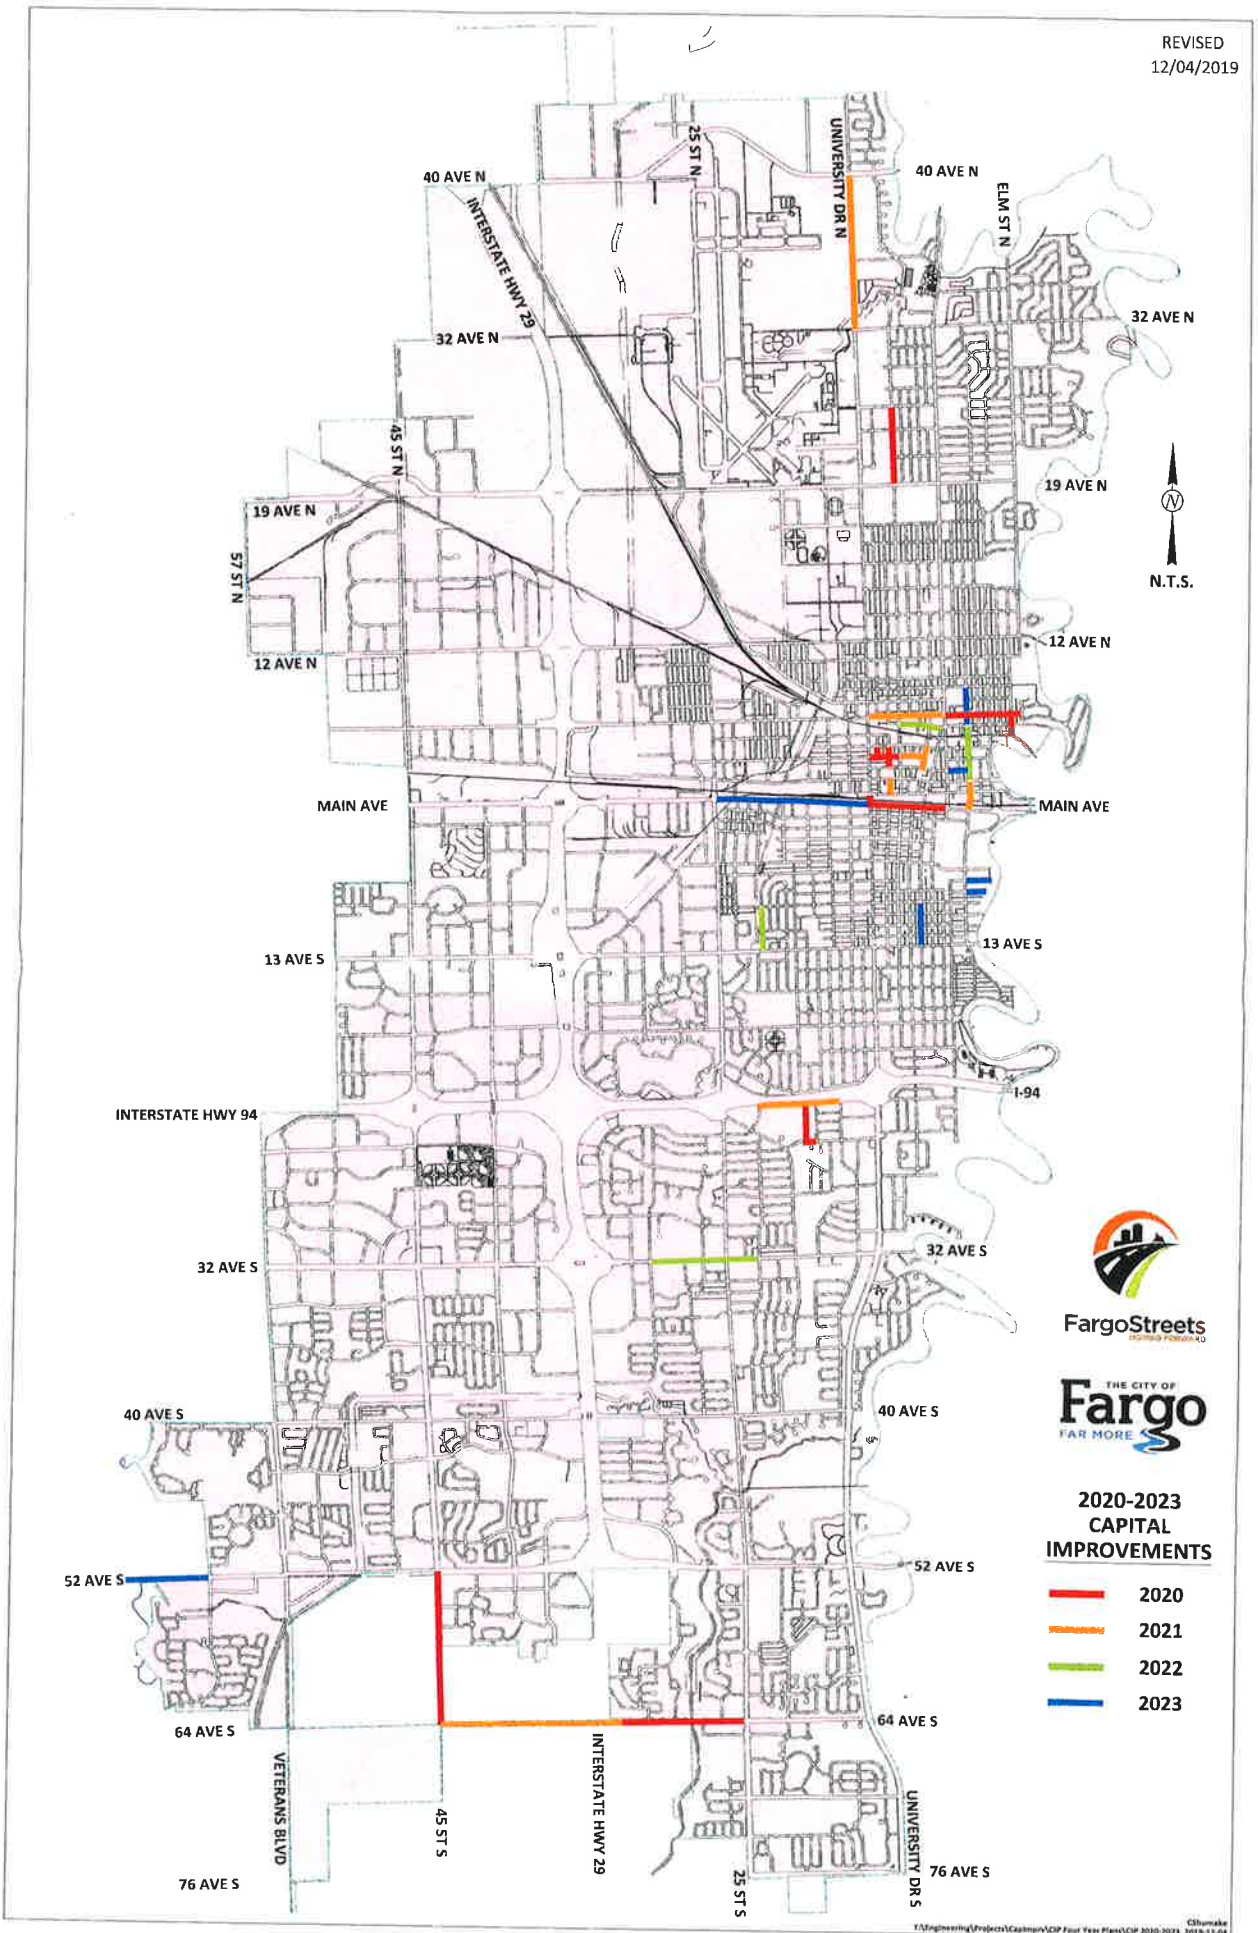 REVISED
12/04/2019
25 ST N
UNIVERSITY DR N
40 AVE N
40 AVE N
ELM ST N
INTERSTATE HWY 29
32 AVE N
32 AVE N
45 ST N
19 AVE N
19 AVE N
N
N.T.S.
57 ST N
12 AVE N
12 AVE N
MAIN AVE
MAIN AVE
13 AVE S
13 AVE S
I-94
INTERSTATE HWY 94
32 AVE S
32 AVE S
FargoStreets
THE CITY OF
Fargo
FAR MORE
40 AVE S
40 AVE S
2020-2023
CAPITAL
IMPROVEMENTS
52 AVE S
52 AVE S
2020
2021
2022
2023
64 AVE S
64 AVE S
VETERANS BLVD
45 ST S
INTERSTATE HWY 29
25 ST S
UNIVERSITY DR S
76 AVE S
76 AVE S
CShumake